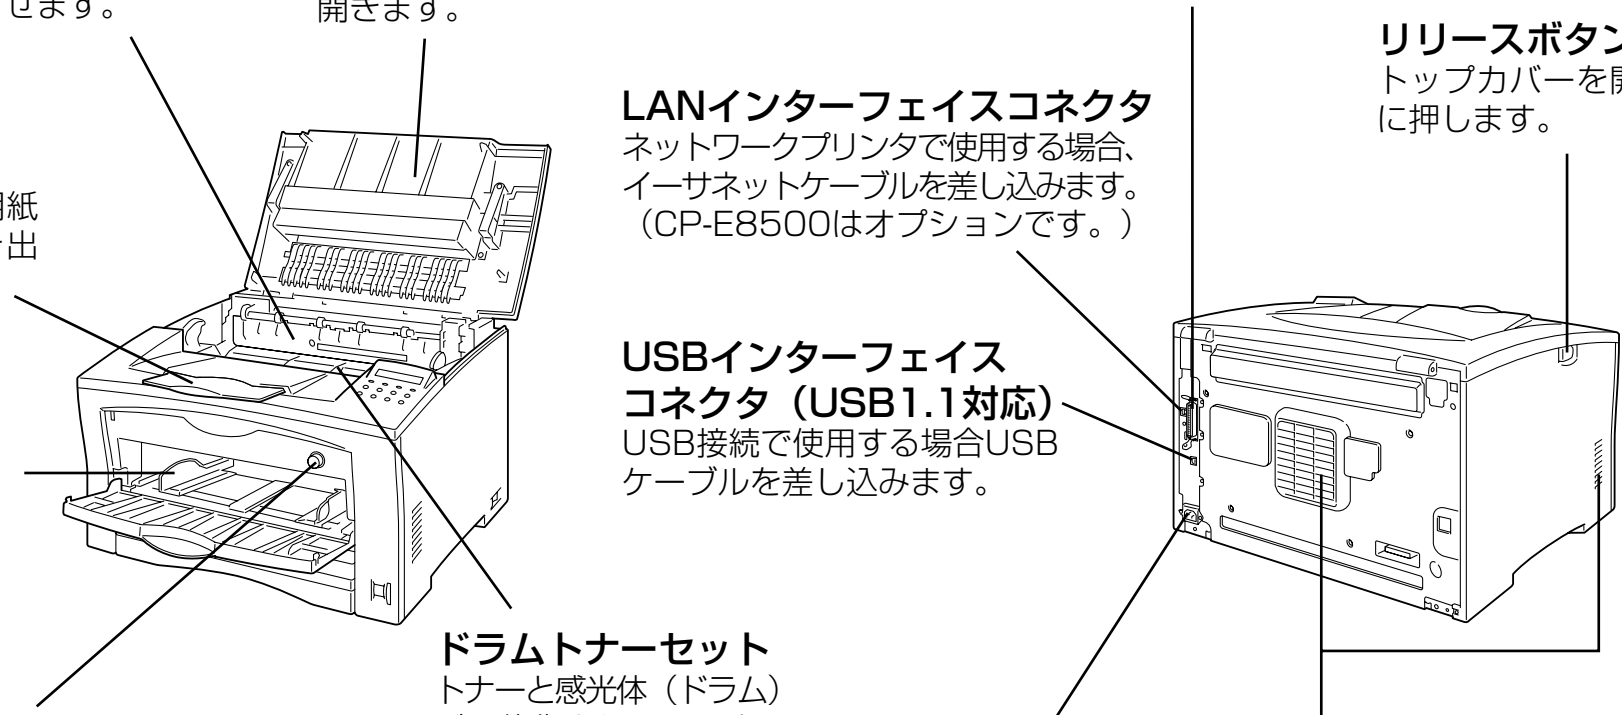 せます。
開きます。
用紙
出
LANインターフェイスコネクタ
ネットワークプリンタで使用する場合、
イーサネットケーブルを差し込みます。
（CP-E8500はオプションです。）
USBインターフェイス
コネクタ（USB1.1対応）
USB接続で使用する場合USB
ケーブルを差し込みます。
ドラムトナーセット
トナーと感光体（ドラム）
リリースボタン
トップカバーを開
に押します。